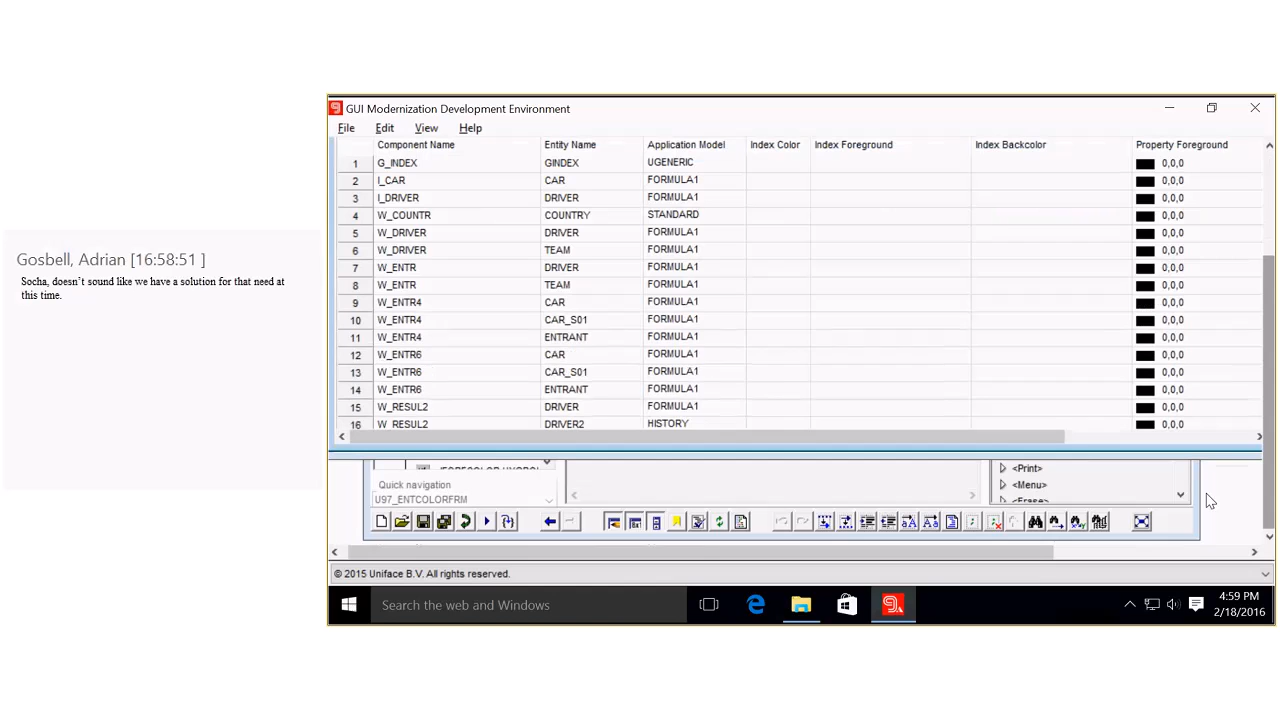 Gosbell, Adrian [16:58:51 ]
Socha, doesn't sound like we have a solution for that need at
this time.
GUI Modernization Development Environment
File Edit View Help
Component Name Entity Name Application Model Index Color Index Foreground Index Backcolor Property Foreground
1 G_INDEX GINDEX UGENERIC 0,0,0
2 I_CAR CAR FORMULA1 0,0,0
3 I_DRIVER DRIVER FORMULA1 0,0,0
4 W_COUNTR COUNTRY STANDARD 0,0,0
5 W_DRIVER DRIVER FORMULA1 0,0,0
6 W_DRIVER TEAM FORMULA1 0,0,0
7 W_ENTR DRIVER FORMULA1 0,0,0
8 W_ENTR TEAM FORMULA1 0,0,0
9 W_ENTR4 CAR FORMULA1 0,0,0
10 W_ENTR4 CAR_S01 FORMULA1 0,0,0
11 W_ENTR4 ENTRANT FORMULA1 0,0,0
12 W_ENTR6 CAR FORMULA1 0,0,0
13 W_ENTR6 CAR_S01 FORMULA1 0,0,0
14 W_ENTR6 ENTRANT FORMULA1 0,0,0
15 W_RESUL2 DRIVER FORMULA1 0,0,0
16 W_RESUL2 DRIVER2 HISTORY 0,0,0
<Print>
Quick navigation
<Menu>
U97_ENTCOLORFRM
<Erase>
© 2015 Uniface B.V. All rights reserved.
Search the web and Windows
4:59 PM
2/18/2016